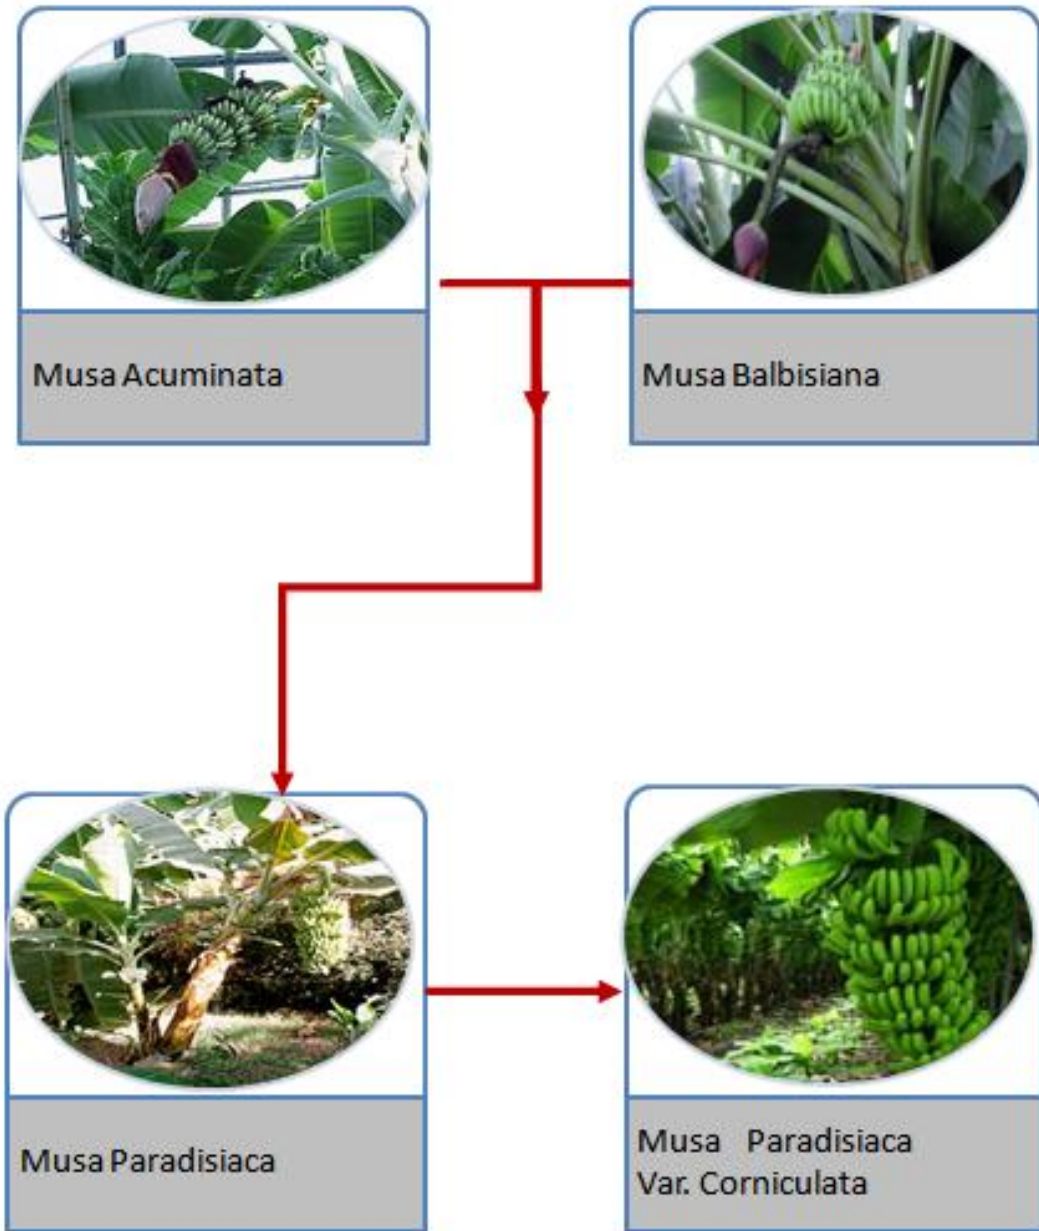 Musa Acuminata
Musa Balbisiana
Musa Paradisiaca
Musa Paradisiaca
Var. Corniculata